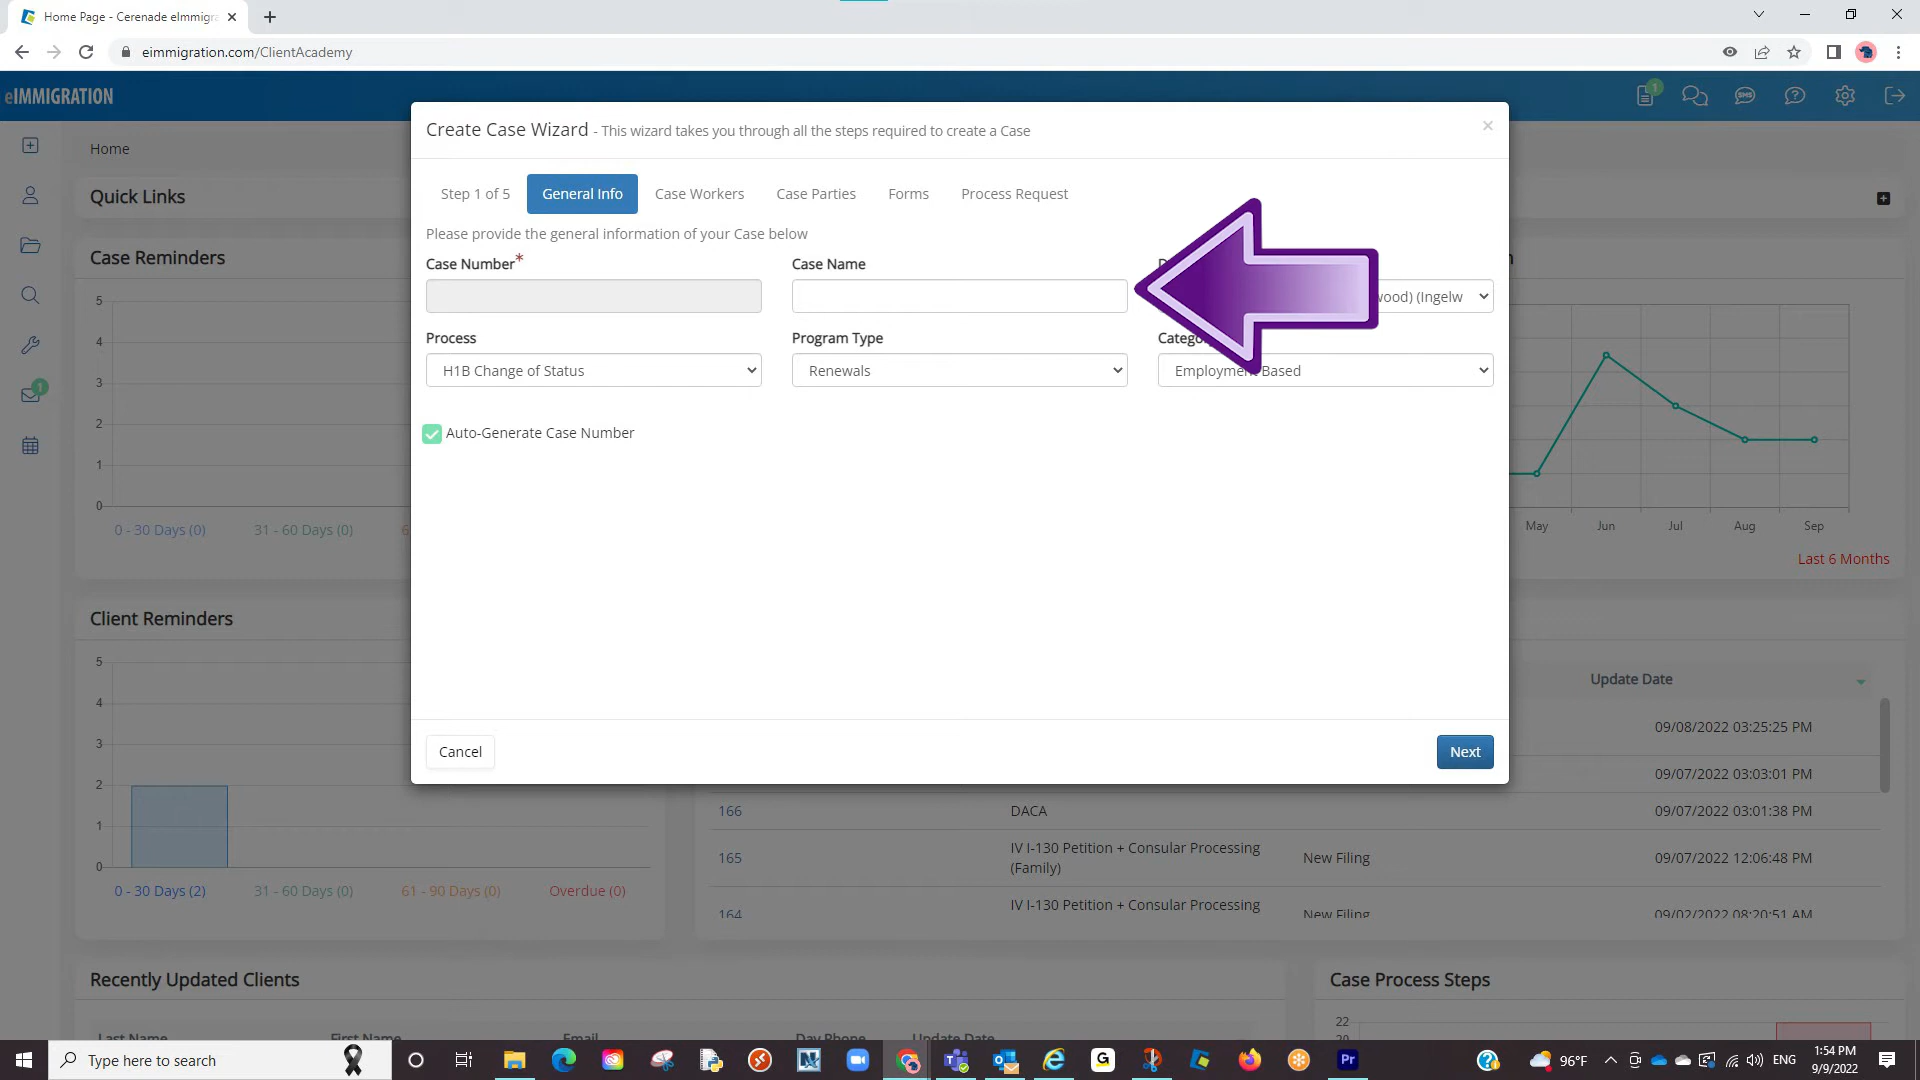 Home Page - Cerenade eImmigra
eimmigration.com/ClientAcademy
eIMMIGRATION
1
SMS
Home
Quick Links
Case Reminders
5
4
3
2
1
0
0 - 30 Days (0)
31 - 60 Days (0)
6
Create Case Wizard - This wizard takes you through all the steps required to create a Case
Step 1 of 5
General Info
Case Workers
Case Parties
Forms
Process Request
Please provide the general information of your Case below
Case Number*
Case Name
wood) (Ingelw
Process
Program Type
H1B Change of Status
Renewals
Employment Based
Auto-Generate Case Number
Cancel
Next
May
Jun
Jul
Aug
Sep
Last 6 Months
1
Client Reminders
5
4
3
2
1
0
0 - 30 Days (2)
31 - 60 Days (0)
61 - 90 Days (0)
Overdue (0)
Update Date
09/08/2022 03:25:25 PM
09/07/2022 03:03:01 PM
166
DACA
09/07/2022 03:01:38 PM
165
IV I-130 Petition + Consular Processing
(Family)
New Filing
09/07/2022 12:06:48 PM
164
IV I-130 Petition + Consular Processing
New Filing
09/02/2022 08:20:51 AM
Recently Updated Clients
Last Name
First Name
Email
Day Phone
Update Date
Case Process Steps
22
20
Type here to search
G
Pr
96°F
ENG
1:54 PM
9/9/2022